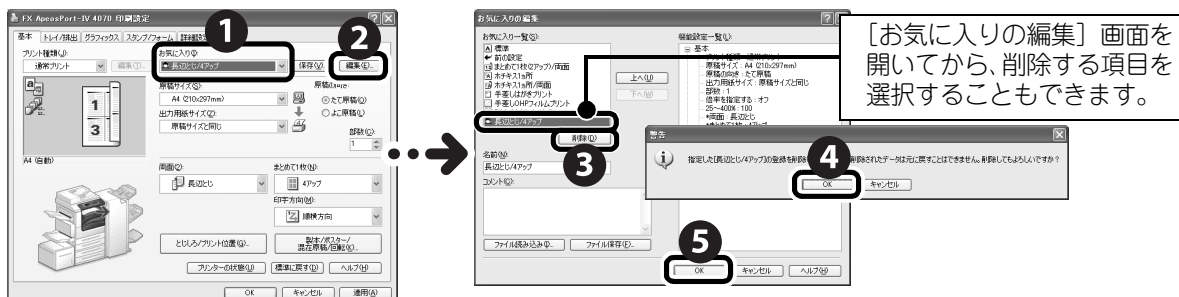 FX ApeosPort-IV 4070 印刷設定
基本 トレイ/排出 グラフィックス スタンプ/フォーム 詳細設定
1
2
プリント種類(J):
通常プリント
編集(T)...
お気に入り(I):
長辺とじ/4アップ
保存(V)
編集(E)...
原稿サイズ(S):
A4 (210x297mm)
出力用紙サイズ(Z):
原稿サイズと同じ
たて原稿(O)
よこ原稿(L)
部数(C):
1
1
3
A4 (自動)
両面(2):
長辺とじ
まとめて1枚(N):
4アップ
印字方向(M):
順横方向
とじしろ/プリント位置(G)...
製本/ポスター/
混在原稿/回転(K)...
プリンターの状態(U)
標準に戻す(D)
ヘルプ(H)
OK
キャンセル
適用(A)
お気に入りの編集
お気に入り一覧(S):
標準
前の設定
まとめて1枚(2アップ)/両面
ホチキス1ヵ所
ホチキス1ヵ所/両面
手差しはがきプリント
手差しOHPフィルムプリント
長辺とじ/4アップ
上へ(U)
下へ(W)
削除(D)
3
名前(N):
長辺とじ/4アップ
コメント(C):
ファイル読み込み(I)...
ファイル保存(F)...
機能設定一覧(L):
基本
原稿サイズ : A4 (210x297mm)
原稿の向き : たて原稿
出力用紙サイズ : 原稿サイズと同じ
部数 : 1
倍率を指定する : オフ
25～400% : 100
*両面 : 長辺とじ
5
OK
キャンセル
ヘルプ(H)
警告
指定した[長辺とじ/4アップ]の登録を削除
削除されたデータは元に戻すことはできません。削除してもよろしいですか？
4
OK
キャンセル
［お気に入りの編集］画面を
開いてから、削除する項目を
選択することもできます。